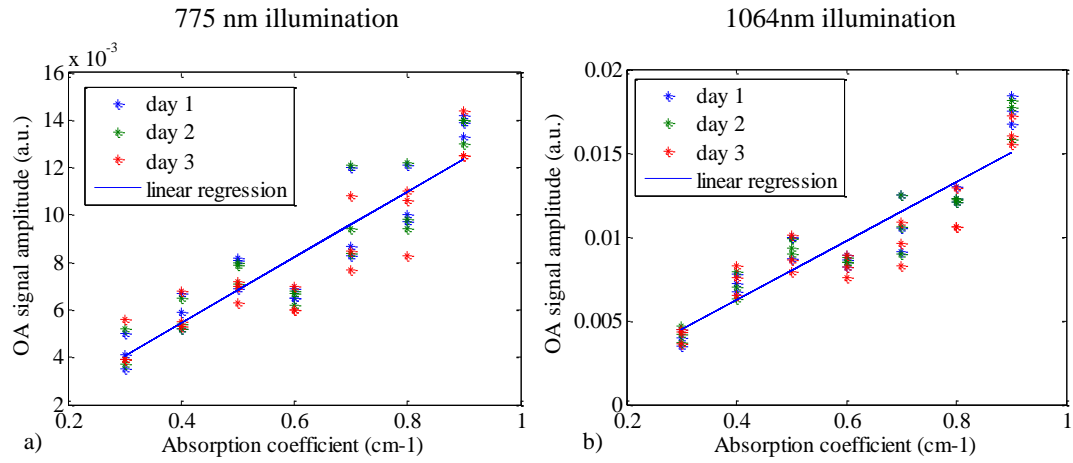 775 nm illumination
x 10-3
16
14
12
10
8
6
4
2
0.2
0.4
0.6
0.8
1
OA signal amplitude (a.u.)
Absorption coefficient (cm-1)
day 1
day 2
day 3
linear regression
a)
1064nm illumination
0.02
0.015
0.01
0.005
0
0.2
0.4
0.6
0.8
1
OA signal amplitude (a.u.)
Absorption coefficient (cm-1)
day 1
day 2
day 3
linear regression
b)